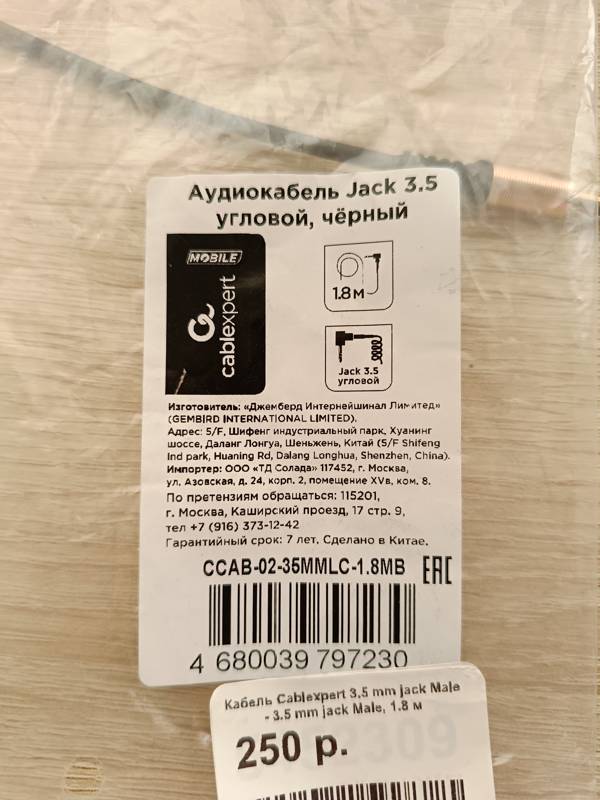 Аудиокабель Jack 3.5
угловой, чёрный
MOBILE
cablexpert
1.8м
Jack 3.5
угловой
Изготовитель: «Джемберд Интернейшинал Лимитед»
(GEMBIRD INTERNATIONAL LIMITED).
Адрес: 5/F, Шифенг индустриальный парк, Хуанинг
шоссе, Даланг Лонгуа, Шеньжень, Китай (5/F Shifeng
Ind park, Huaning Rd, Dalang Longhua, Shenzhen, China).
Импортер: ООО «ТД Солада» 117452, г. Москва,
ул. Азовская, д. 24, корп. 2, помещение XVв, ком. 8.
По претензиям обращаться: 115201,
г. Москва, Каширский проезд, 17 стр. 9,
тел +7 (916) 373-12-42
Гарантийный срок: 7 лет. Сделано в Китае.
CCAB-02-35MMLC-1.8MB EAC
4 680039 797230
Кабель Cablexpert 3,5 mm jack Male
- 3.5 mm jack Male, 1.8 м
250 р.
2309